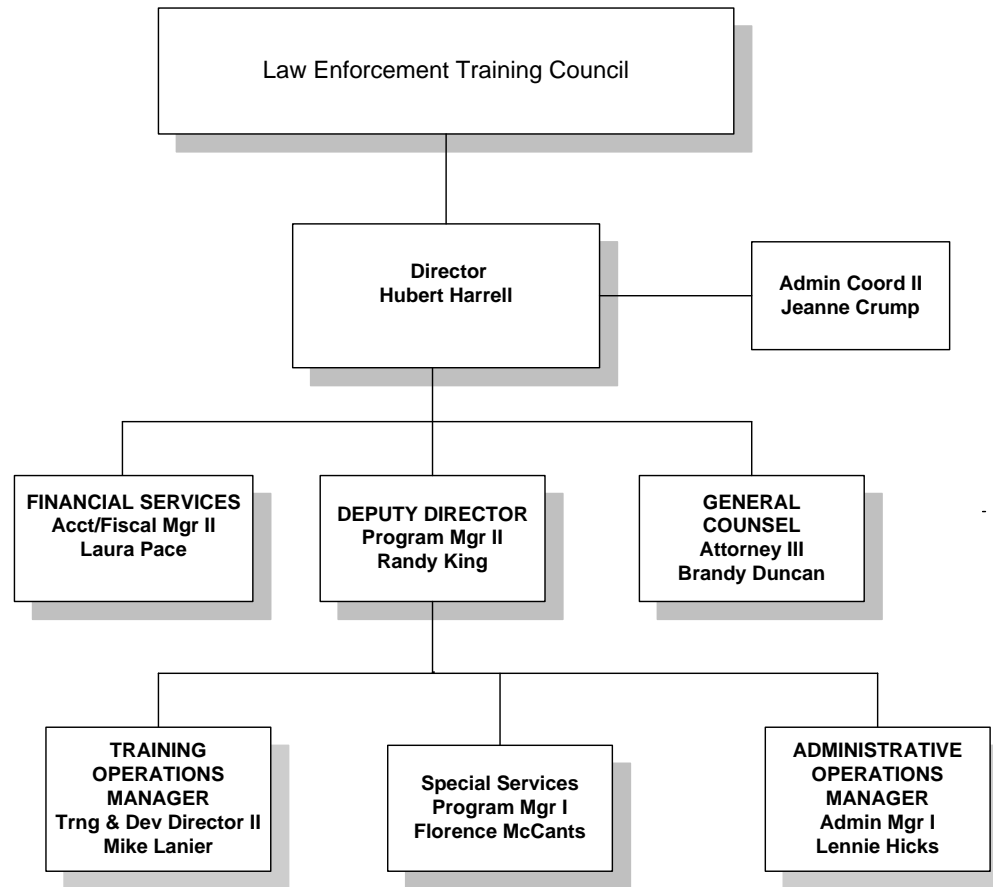 Law Enforcement Training Council
Director
Hubert Harrell
Admin Coord II
Jeanne Crump
FINANCIAL SERVICES
Acct/Fiscal Mgr II
Laura Pace
DEPUTY DIRECTOR
Program Mgr II
Randy King
GENERAL
COUNSEL
Attorney III
Brandy Duncan
-
TRAINING
OPERATIONS
MANAGER
Trng & Dev Director II
Mike Lanier
Special Services
Program Mgr I
Florence McCants
ADMINISTRATIVE
OPERATIONS
MANAGER
Admin Mgr I
Lennie Hicks